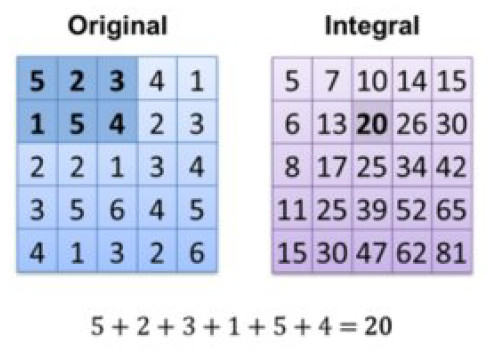 Original Integral
5 2 3 4 1 5 7 10 14 15
1 5 4 2 3 6 13 20 26 30
2 2 1 3 4 8 17 25 34 42
3 5 6 4 5 11 25 39 52 65
4 1 3 2 6 15 30 47 62 81
5 + 2 + 3 + 1 + 5 + 4 = 20